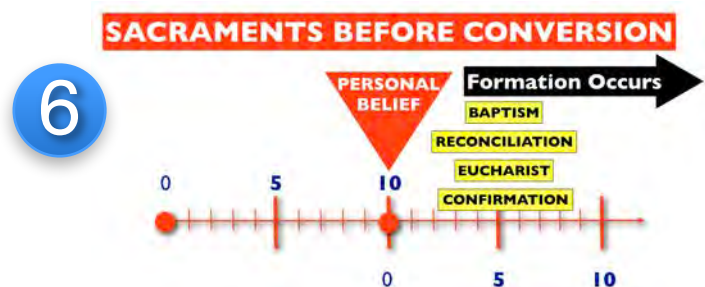 SACRAMENTS BEFORE CONVERSION
6
PERSONAL
BELIEF
Formation Occurs
BAPTISM
RECONCILIATION
EUCHARIST
CONFIRMATION
0 5 10
0 5 10